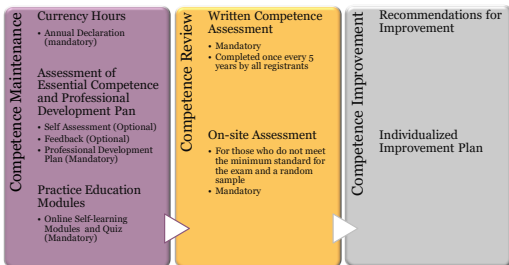 Competence Maintenance
Currency Hours
• Annual Declaration
(mandatory)
Assessment of
Essential Competence
and Professional
Development Pan
• Self Assessment (Optional)
• Feedback (Optional)
• Professional Development
Plan (Mandatory)
Practice Education
Modules
• Online Self-learning
Modules and Quiz
(Mandatory)
Competence Review
Written Competence
Assessment
• Mandatory
• Completed once every 5
years by all registrants
On-site Assessment
• For those who do not meet
the minimum standard for
the exam and a random
sample
• Mandatory
Competence Improvement
Recommendations for
Improvement
Individualized
Improvement Plan